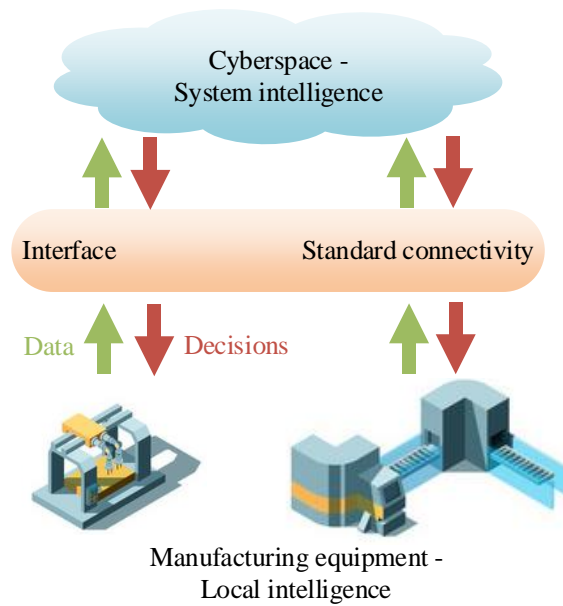 Cyberspace -
System intelligence
Interface
Standard connectivity
Data
Decisions
Manufacturing equipment -
Local intelligence